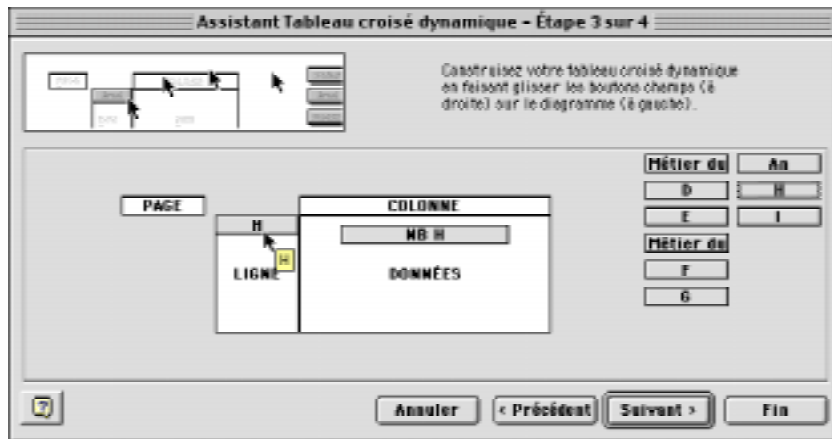 Assistant Tableau croisé dynamique – Étape 3 sur 4
Construisez votre tableau croisé dynamique
en faisant glisser les boutons champs (à
droite) sur le diagramme (à gauche).
PAGE
COLONNE
H
NB H
H
LIGNE
DONNÉES
Métier du
An
D
H
E
I
Métier du
F
G
?
Annuler
< Précédent
Suivant >
Fin